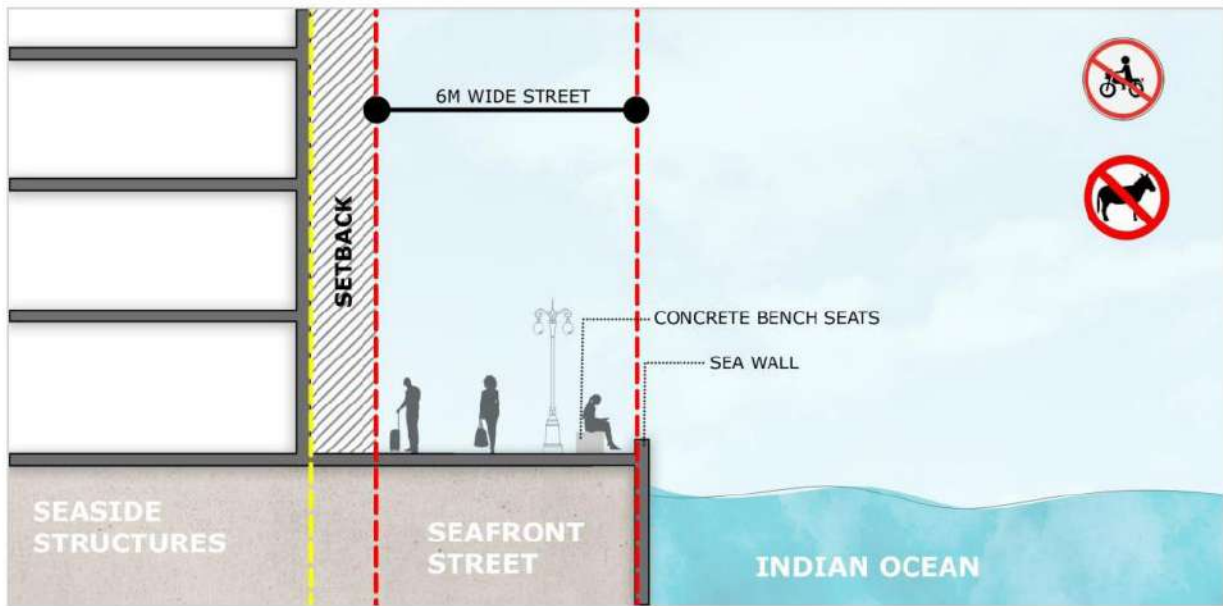 6M WIDE STREET
SETBACK
CONCRETE BENCH SEATS
SEA WALL
SEASIDE
STRUCTURES
SEAFRONT
STREET
INDIAN OCEAN